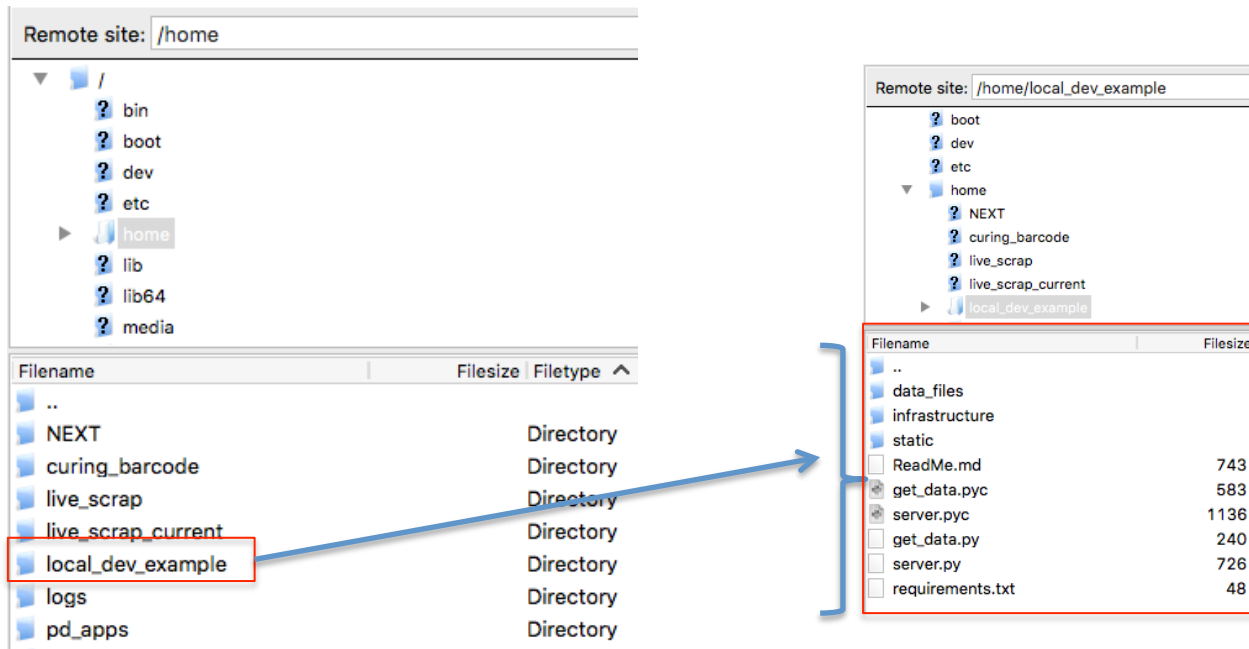 Remote site: /home
/
bin
boot
dev
etc
home
lib
lib64
media
Filename Filesize Filetype
..
NEXT Directory
curing_barcode Directory
live_scrap Directory
live_scrap_current Directory
local_dev_example Directory
logs Directory
pd_apps Directory
Remote site: /home/local_dev_example
boot
dev
etc
home
NEXT
curing_barcode
live_scrap
live_scrap_current
local_dev_example
Filename Filesize
..
data_files
infrastructure
static
ReadMe.md 743
get_data.pyc 583
server.pyc 1136
get_data.py 240
server.py 726
requirements.txt 48